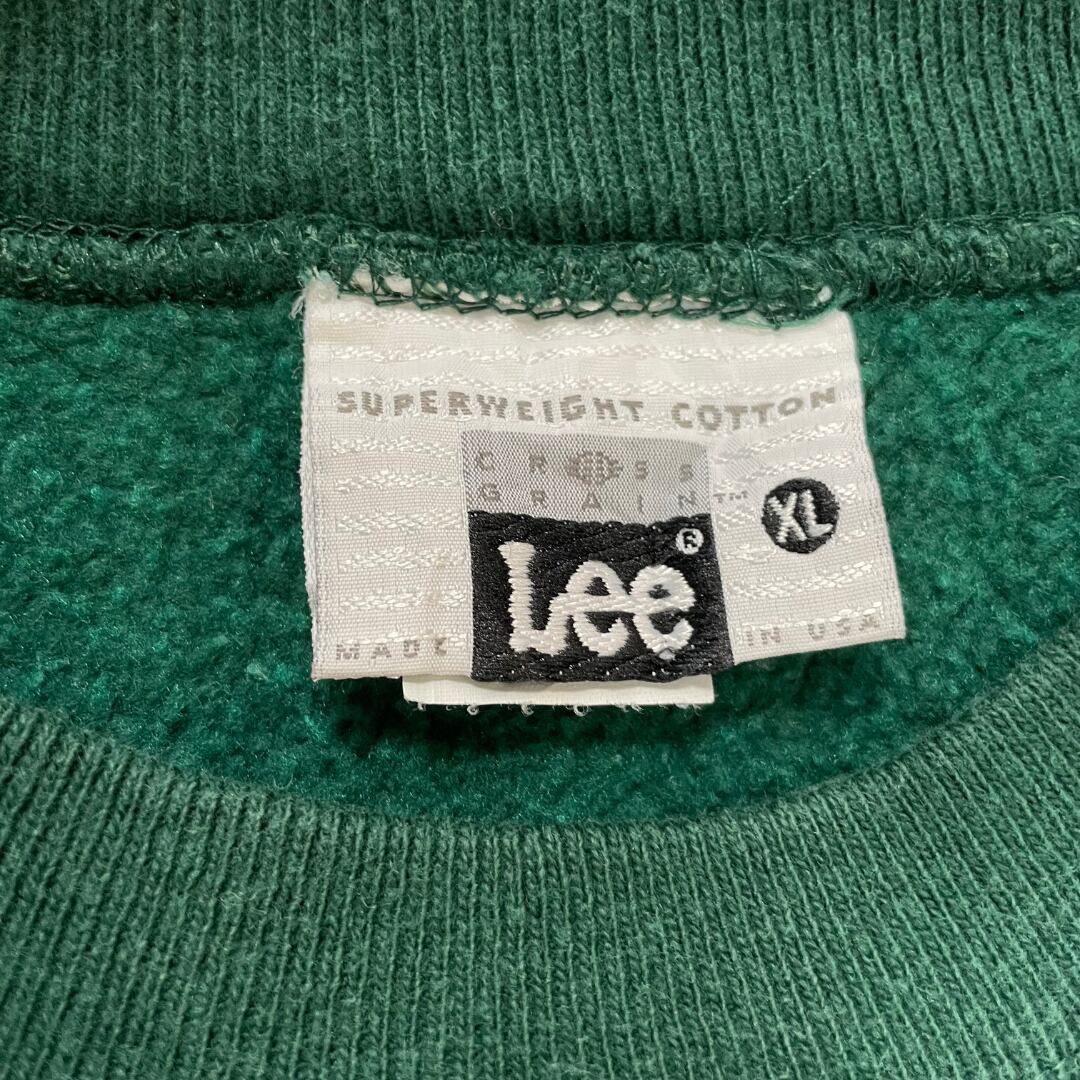 SUPERWEIGHT COTTON
CROSS
GRAIN™
XL
Lee®
MADE IN USA